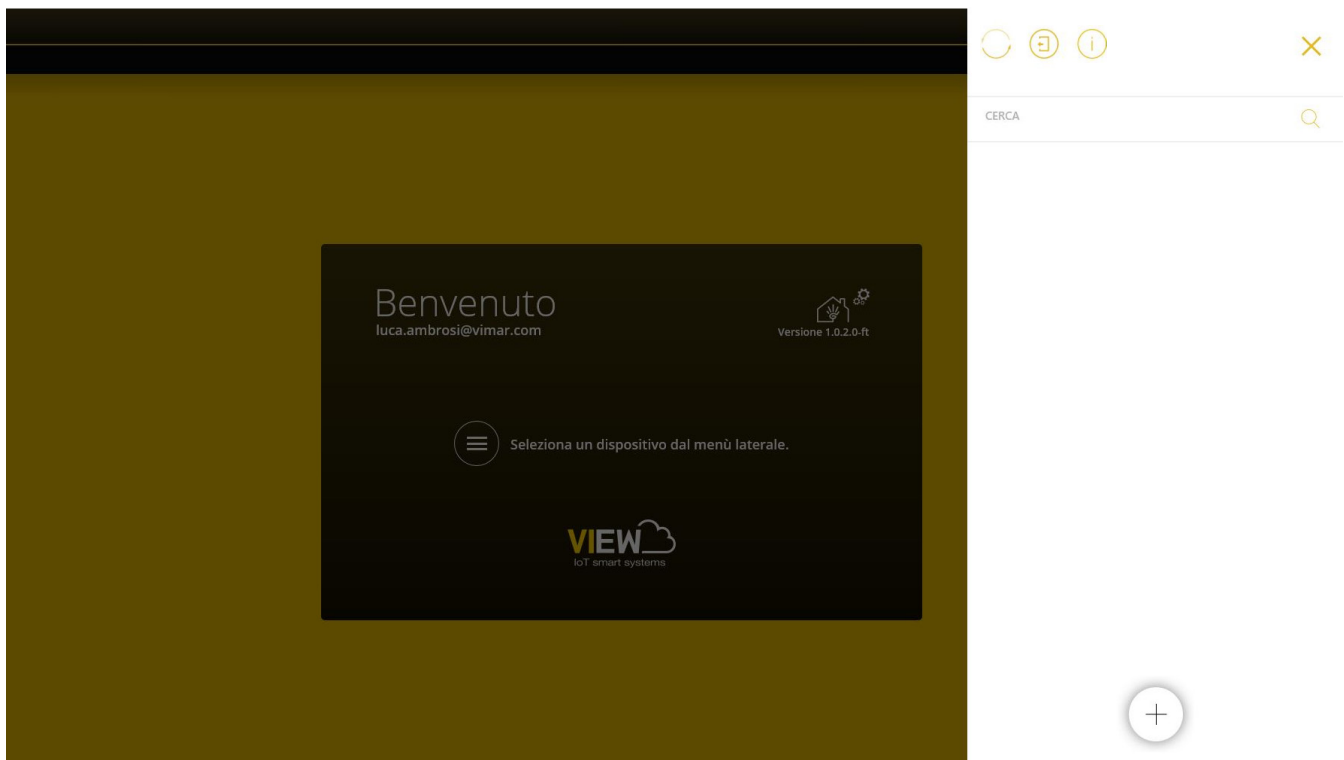 CERCA
Benvenuto
luca.ambrosi@vimar.com
Versione 1.0.2.0-ft
Seleziona un dispositivo dal menù laterale.
VIEW
IoT smart systems